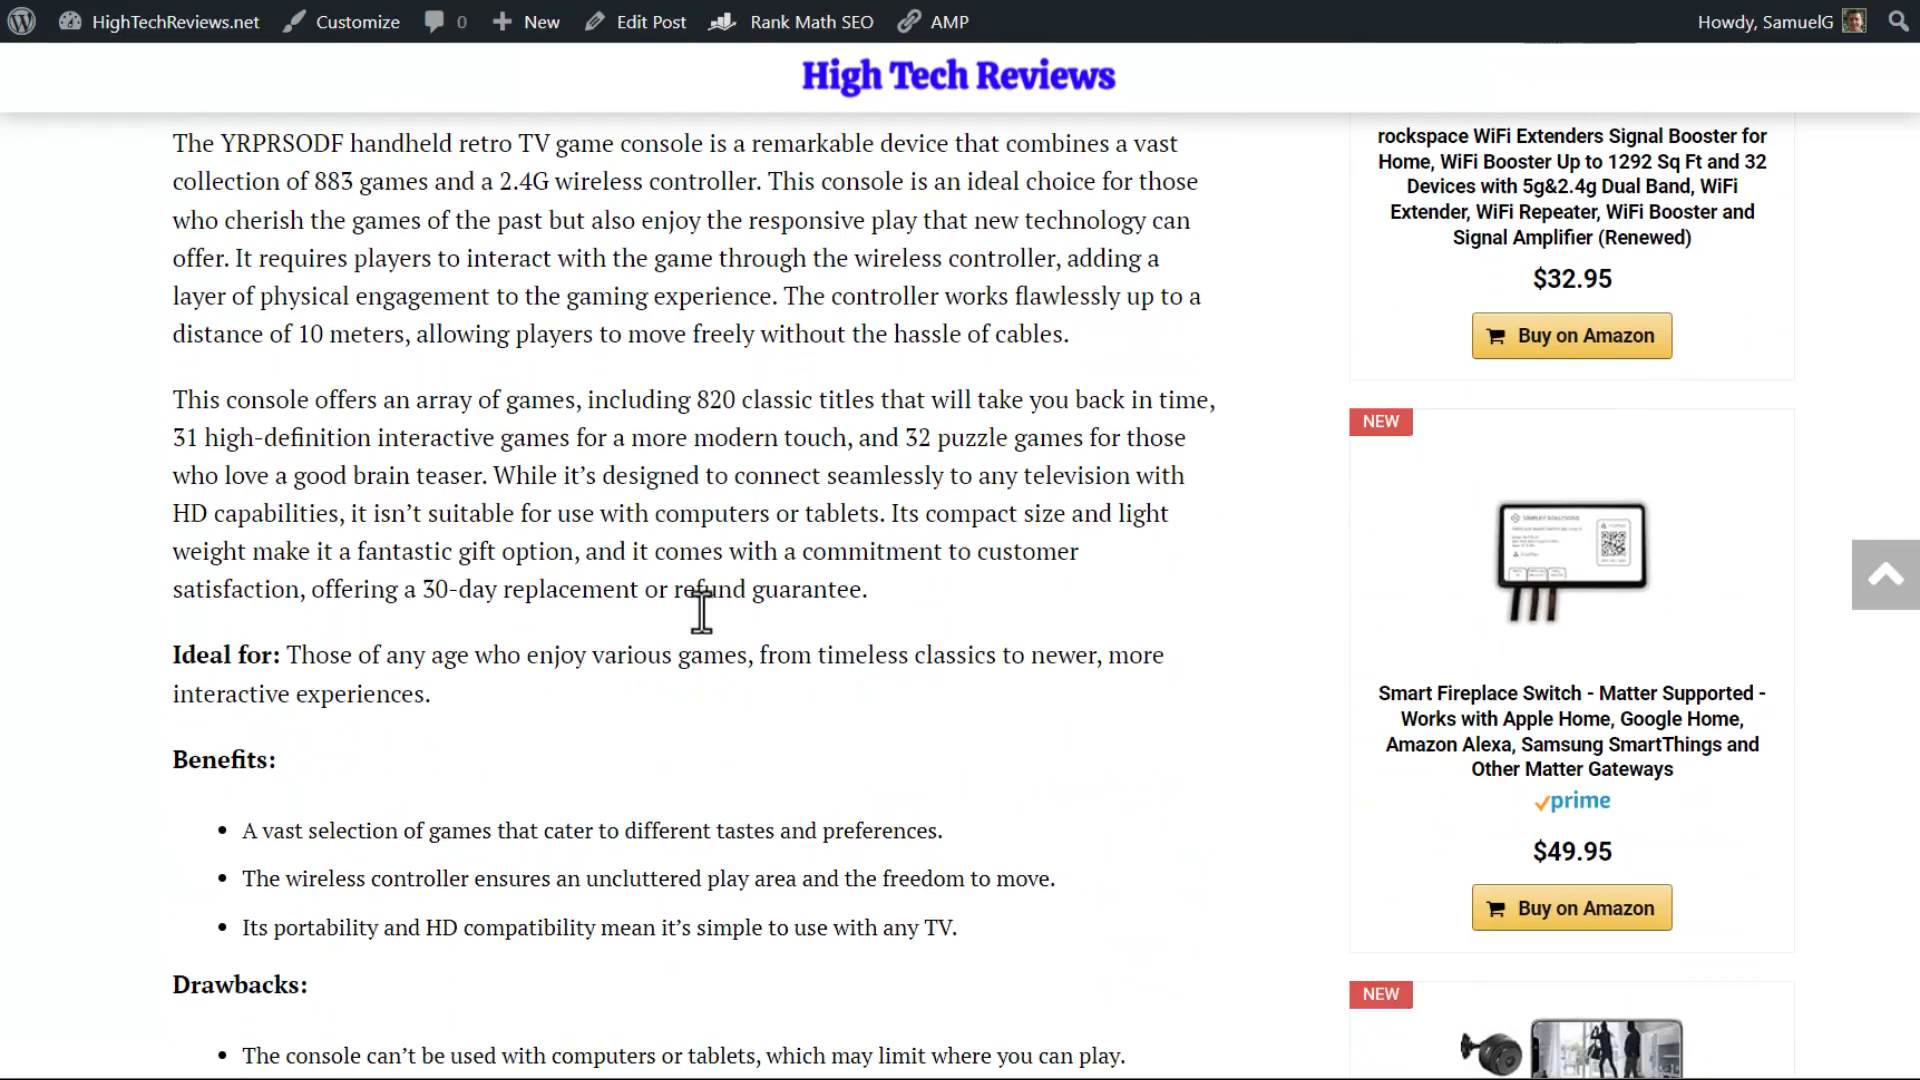 HighTechReviews.net Customize 0 New Edit Post Rank Math SEO AMP Howdy, SamuelG
High Tech Reviews
The YRPRSODF handheld retro TV game console is a remarkable device that combines a vast
collection of 883 games and a 2.4G wireless controller. This console is an ideal choice for those
who cherish the games of the past but also enjoy the responsive play that new technology can
offer. It requires players to interact with the game through the wireless controller, adding a
layer of physical engagement to the gaming experience. The controller works flawlessly up to a
distance of 10 meters, allowing players to move freely without the hassle of cables.
This console offers an array of games, including 820 classic titles that will take you back in time,
31 high-definition interactive games for a more modern touch, and 32 puzzle games for those
who love a good brain teaser. While it’s designed to connect seamlessly to any television with
HD capabilities, it isn’t suitable for use with computers or tablets. Its compact size and light
weight make it a fantastic gift option, and it comes with a commitment to customer
satisfaction, offering a 30-day replacement or refund guarantee.
Ideal for: Those of any age who enjoy various games, from timeless classics to newer, more
interactive experiences.
Benefits:
• A vast selection of games that cater to different tastes and preferences.
• The wireless controller ensures an uncluttered play area and the freedom to move.
• Its portability and HD compatibility mean it’s simple to use with any TV.
Drawbacks:
• The console can’t be used with computers or tablets, which may limit where you can play.
rockspace WiFi Extenders Signal Booster for
Home, WiFi Booster Up to 1292 Sq Ft and 32
Devices with 5g&2.4g Dual Band, WiFi
Extender, WiFi Repeater, WiFi Booster and
Signal Amplifier (Renewed)
$32.95
Buy on Amazon
NEW
Smart Fireplace Switch - Matter Supported -
Works with Apple Home, Google Home,
Amazon Alexa, Samsung SmartThings and
Other Matter Gateways
prime
$49.95
Buy on Amazon
NEW